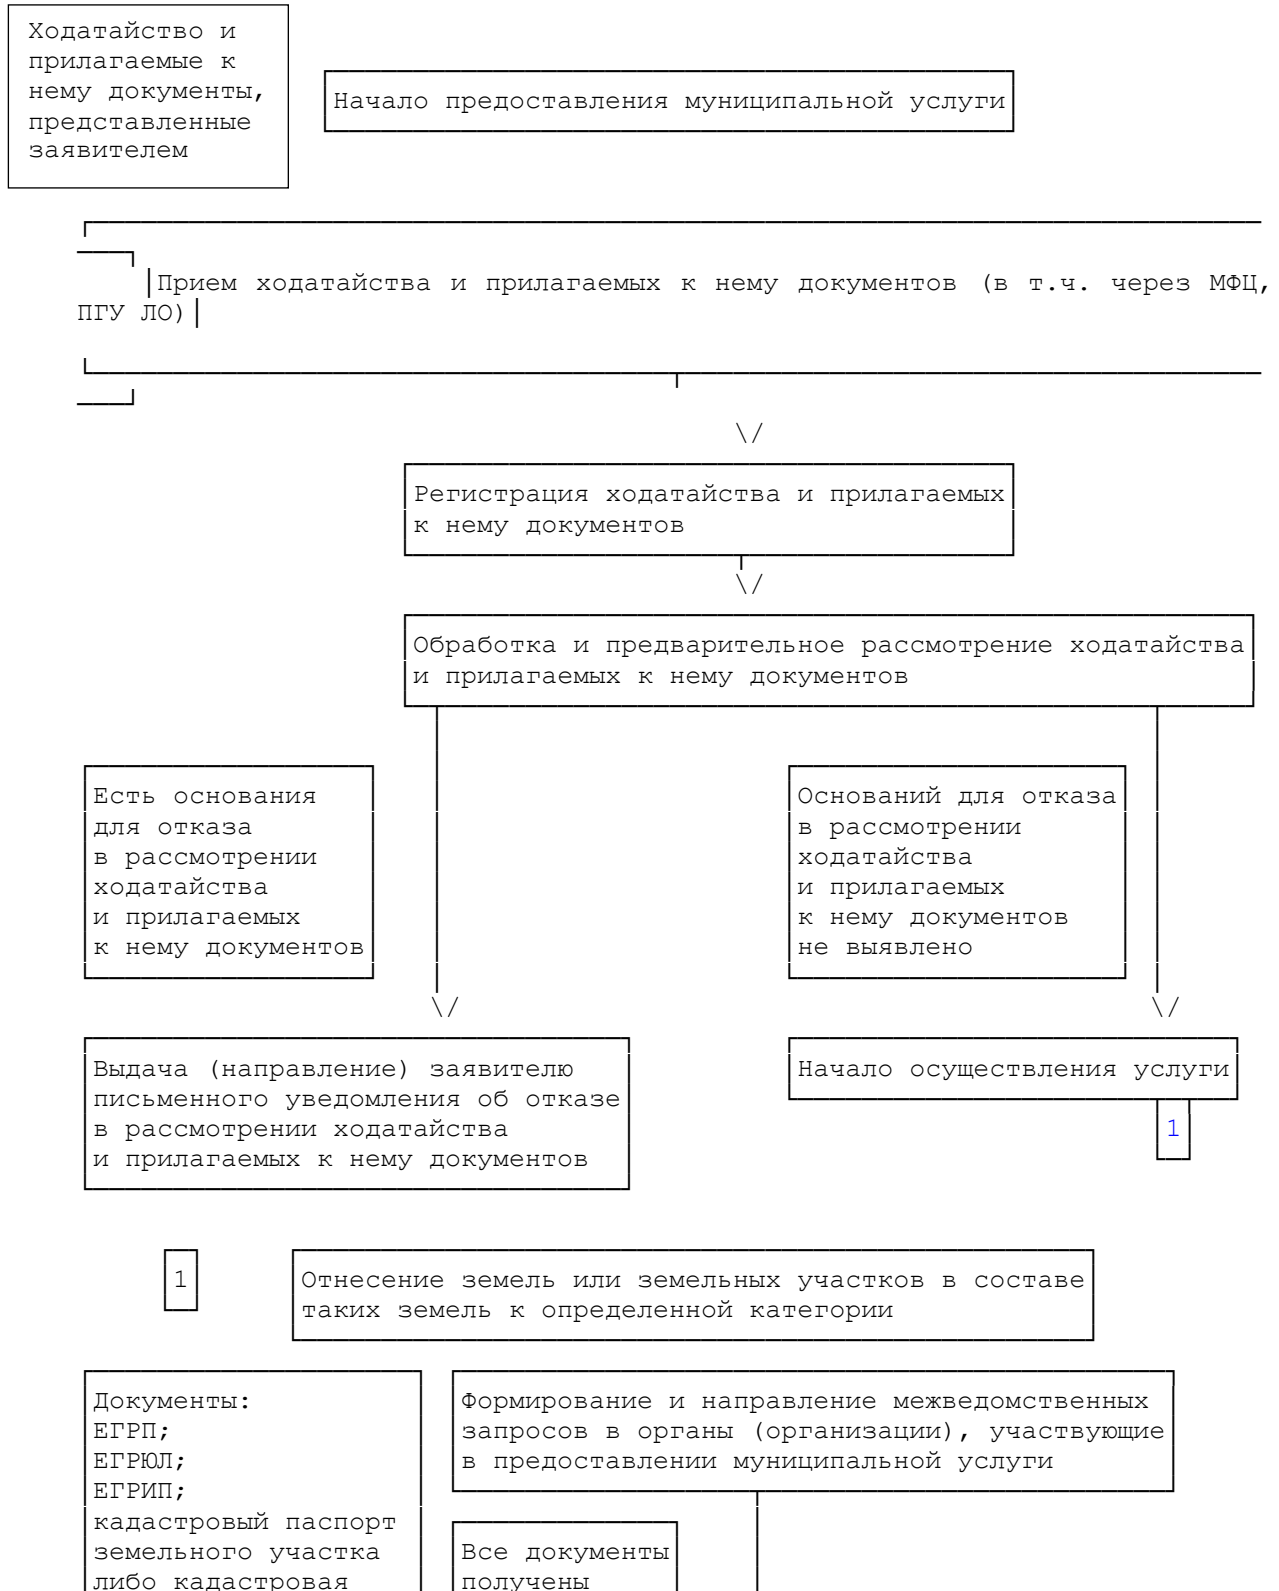 Ходатайство и
прилагаемые к
нему документы,
представленные
заявителем
Начало предоставления муниципальной услуги
Прием ходатайства и прилагаемых к нему документов (в т.ч. через МФЦ,
ПГУ ЛО)
\/
Регистрация ходатайства и прилагаемых
к нему документов
\/
Обработка и предварительное рассмотрение ходатайства
и прилагаемых к нему документов
Есть основания
для отказа
в рассмотрении
ходатайства
и прилагаемых
к нему документов
Оснований для отказа
в рассмотрении
ходатайства
и прилагаемых
к нему документов
не выявлено
\/
\/
Выдача (направление) заявителю
письменного уведомления об отказе
в рассмотрении ходатайства
и прилагаемых к нему документов
Начало осуществления услуги
1
1
Отнесение земель или земельных участков в составе
таких земель к определенной категории
Документы:
ЕГРП;
ЕГРЮЛ;
ЕГРИП;
кадастровый паспорт
земельного участка
либо кадастровая
Формирование и направление межведомственных
запросов в органы (организации), участвующие
в предоставлении муниципальной услуги
Все документы
получены